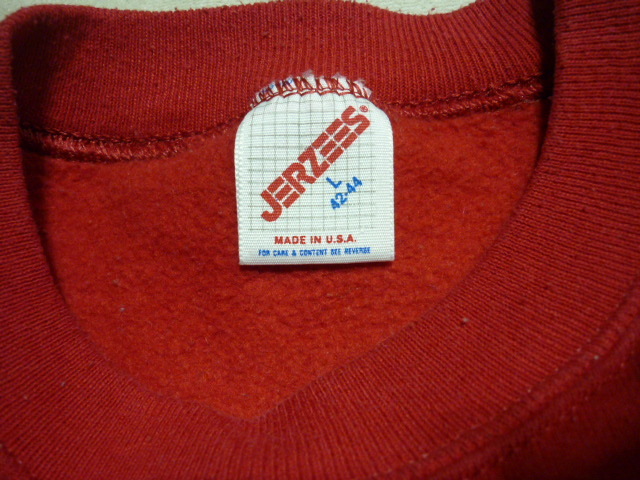 JERZEES®
L
42-44
MADE IN U.S.A.
FOR CARE & CONTENT SEE REVERSE